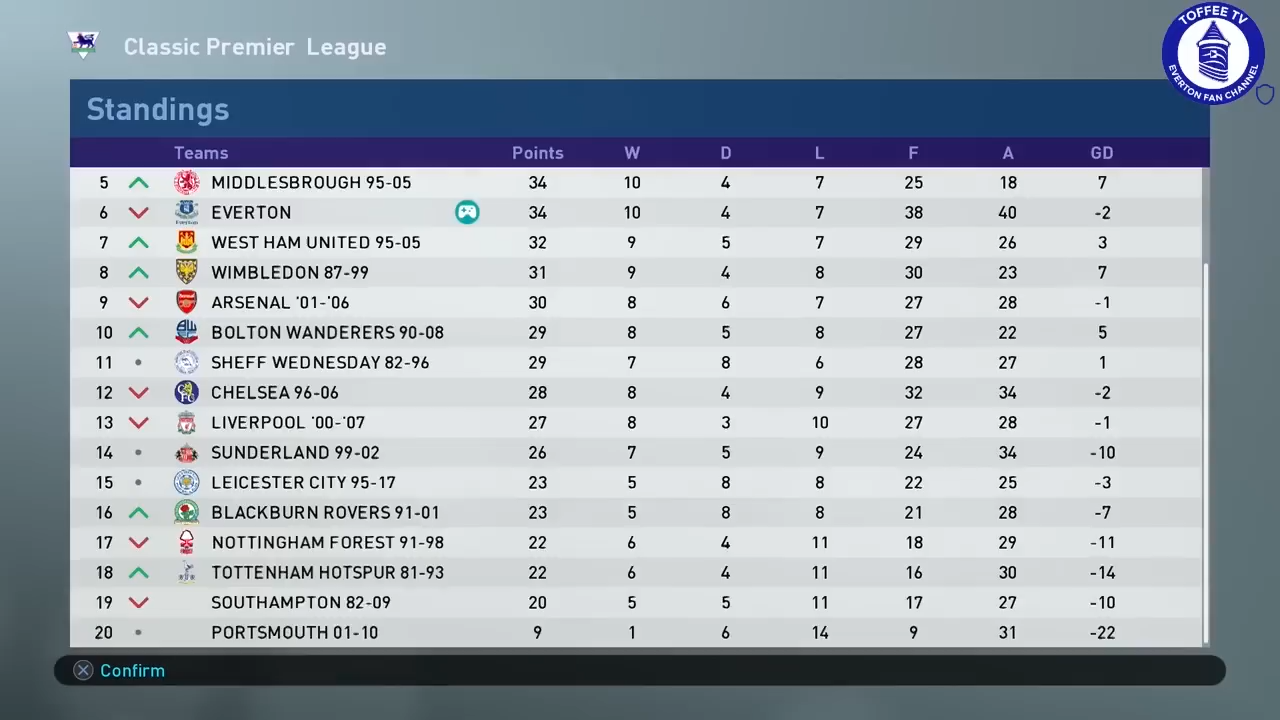 Classic Premier League
TOFFEE TV
EVERTON FAN CHANNEL
Standings
Teams Points W D L F A GD
5 MIDDLESBROUGH 95-05 34 10 4 7 25 18 7
6 EVERTON 34 10 4 7 38 40 -2
7 WEST HAM UNITED 95-05 32 9 5 7 29 26 3
8 WIMBLEDON 87-99 31 9 4 8 30 23 7
9 ARSENAL '01-'06 30 8 6 7 27 28 -1
10 BOLTON WANDERERS 90-08 29 8 5 8 27 22 5
11 SHEFF WEDNESDAY 82-96 29 7 8 6 28 27 1
12 CHELSEA 96-06 28 8 4 9 32 34 -2
13 LIVERPOOL '00-'07 27 8 3 10 27 28 -1
14 SUNDERLAND 99-02 26 7 5 9 24 34 -10
15 LEICESTER CITY 95-17 23 5 8 8 22 25 -3
16 BLACKBURN ROVERS 91-01 23 5 8 8 21 28 -7
17 NOTTINGHAM FOREST 91-98 22 6 4 11 18 29 -11
18 TOTTENHAM HOTSPUR 81-93 22 6 4 11 16 30 -14
19 SOUTHAMPTON 82-09 20 5 5 11 17 27 -10
20 PORTSMOUTH 01-10 9 1 6 14 9 31 -22
Confirm